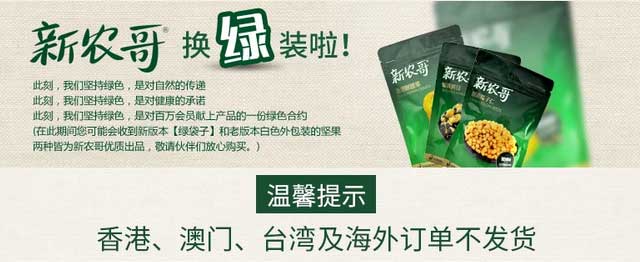 新农哥® 换绿装啦!
此刻，我们坚持绿色，是对自然的传递
此刻，我们坚持绿色，是对健康的承诺
此刻，我们坚持绿色，是对百万会员献上产品的一份绿色合约
(在此期间您可能会收到新版本【绿袋子】和老版本白色外包装的坚果
两种皆为新农哥优质出品，敬请伙伴们放心购买。)
新农哥
新农哥
温馨提示
香港、澳门、台湾及海外订单不发货